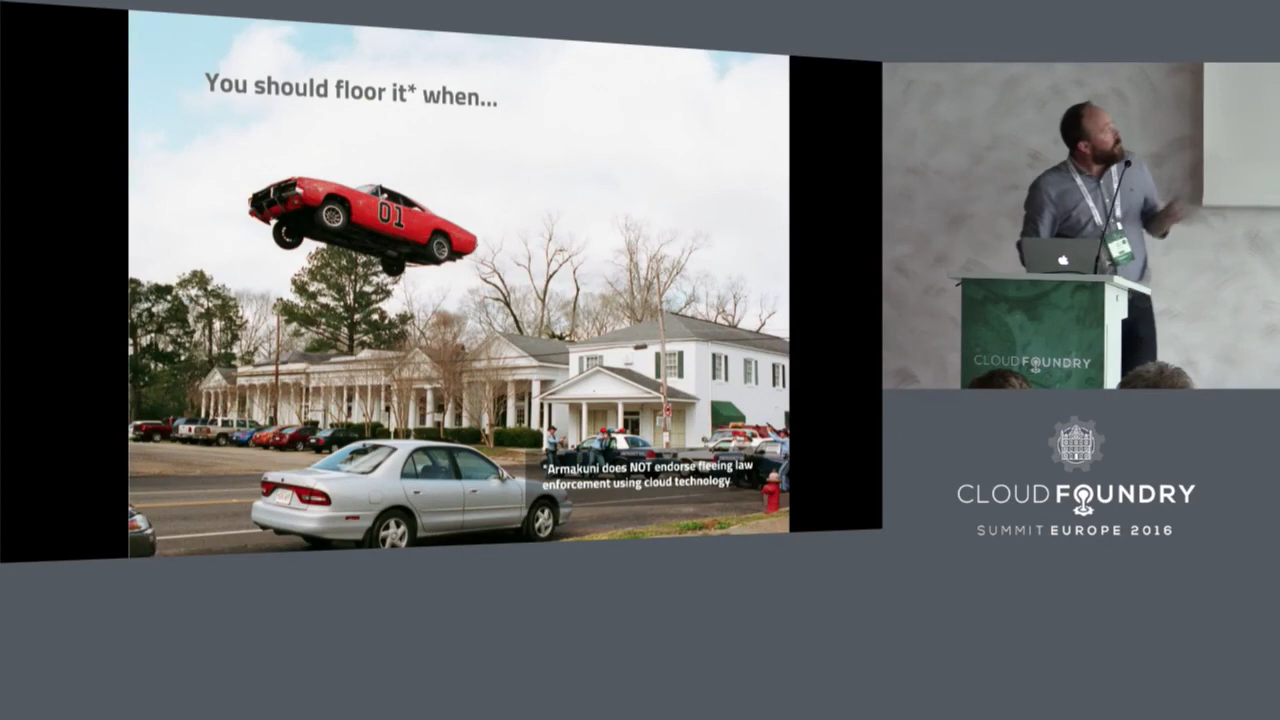 You should floor it* when...
01
*Armakuni does NOT endorse fleeing law
enforcement using cloud technology
CLOUD FOUNDRY
CLOUD FOUNDRY
SUMMIT EUROPE 2016